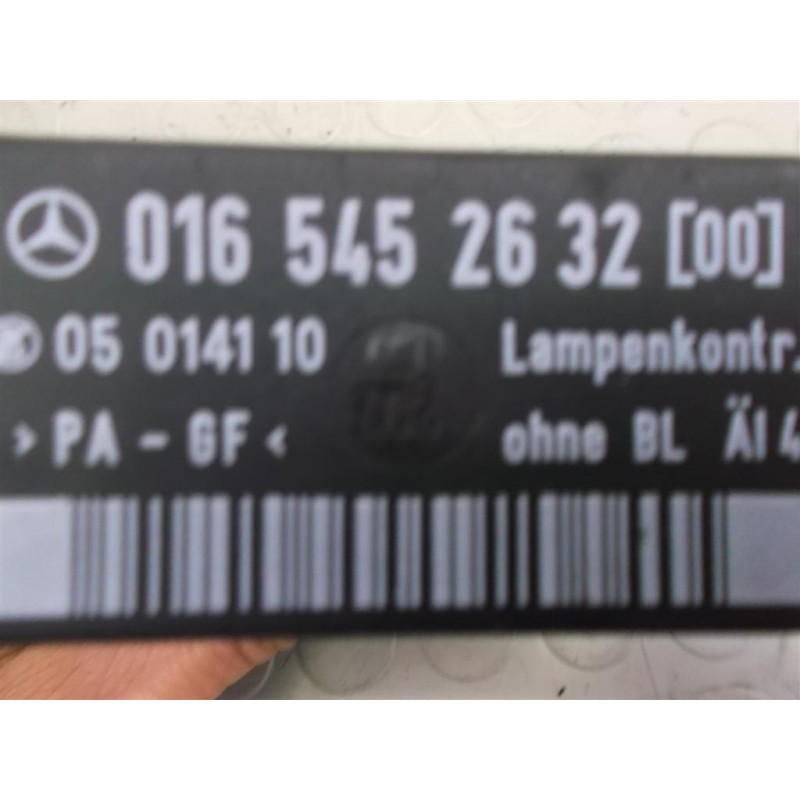 016 545 26 32 [00]
05 0141 10
Lampenkontr.
> PA - GF <
ohne BL ÄI 4